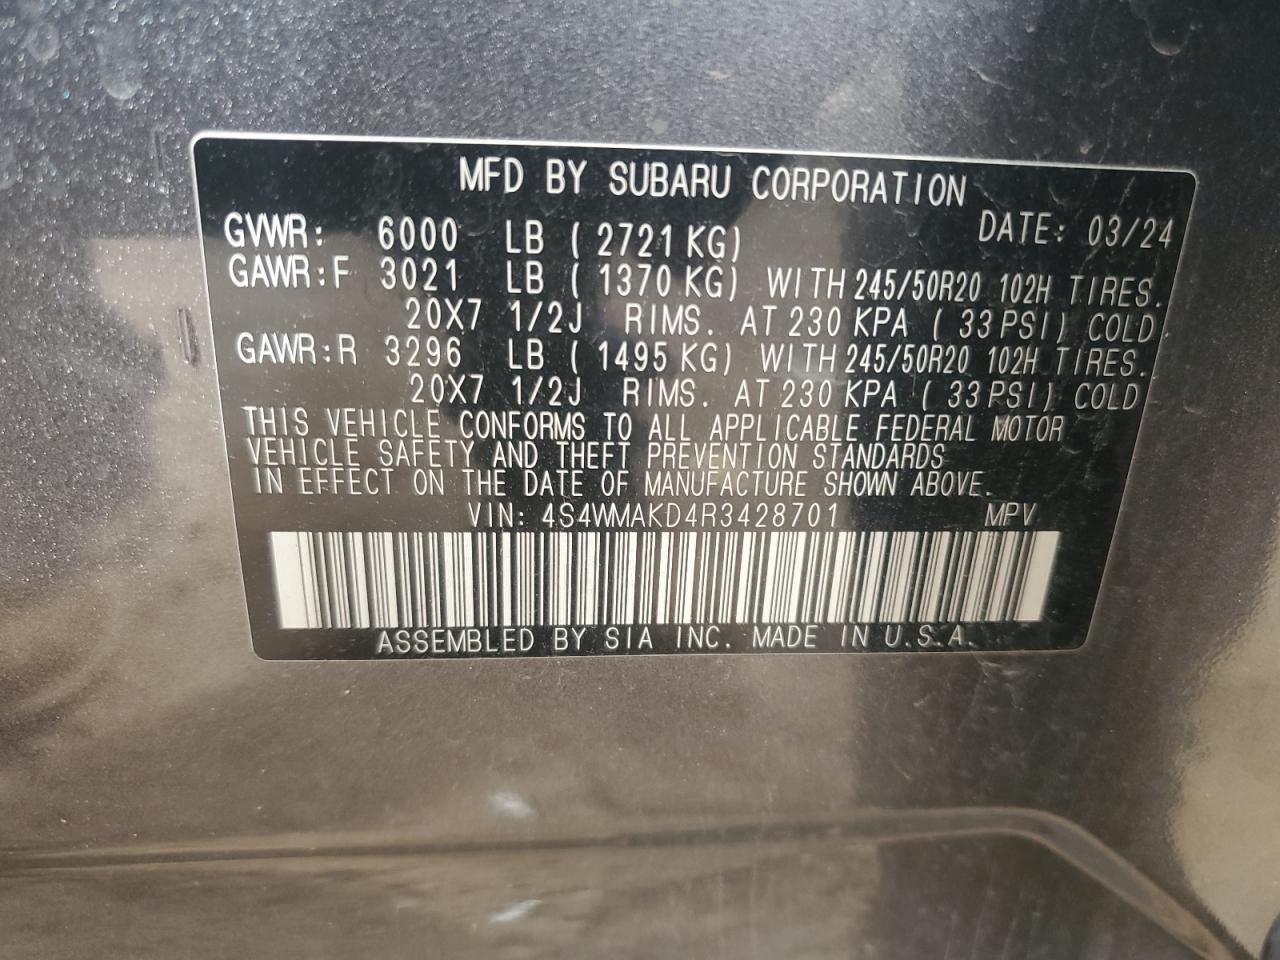 MFD BY SUBARU CORPORATION
DATE: 03/24
GVWR: 6000 LB ( 2721 KG)
GAWR:F 3021 LB ( 1370 KG) WITH 245/50R20 102H TIRES.
20X7 1/2J RIMS. AT 230 KPA ( 33 PSI) COLD
GAWR:R 3296 LB ( 1495 KG) WITH 245/50R20 102H TIRES.
20X7 1/2J RIMS. AT 230 KPA ( 33 PSI) COLD
THIS VEHICLE CONFORMS TO ALL APPLICABLE FEDERAL MOTOR
VEHICLE SAFETY AND THEFT PREVENTION STANDARDS
IN EFFECT ON THE DATE OF MANUFACTURE SHOWN ABOVE.
VIN: 4S4WMAKD4R3428701 MPV
ASSEMBLED BY SIA INC. MADE IN U.S.A.